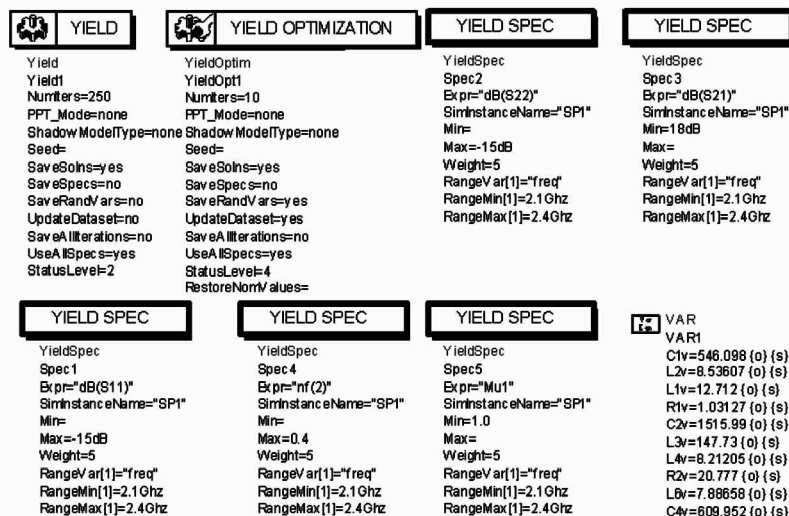 YIELD
Yield
Yield1
NumIters=250
PPT_Mode=none
ShadowModelType=none
Seed=
SaveSolns=yes
SaveSpecs=no
SaveRandVars=no
UpdateDataset=no
SaveAllIterations=no
UseAllSpecs=yes
StatusLevel=2
YIELD OPTIMIZATION
YieldOptim
YieldOpt1
NumIters=10
PPT_Mode=none
ShadowModelType=none
Seed=
SaveSolns=yes
SaveSpecs=no
SaveRandVars=yes
UpdateDataset=yes
SaveAllIterations=no
UseAllSpecs=yes
StatusLevel=4
RestoreNomValues=
YIELD SPEC
YieldSpec
Spec2
Expr="dB(S22)"
SimInstanceName="SP1"
Min=
Max=-15dB
Weight=5
RangeVar[1]="freq"
RangeMin[1]=2.1Ghz
RangeMax[1]=2.4Ghz
YIELD SPEC
YieldSpec
Spec3
Expr="dB(S21)"
SimInstanceName="SP1"
Min=18dB
Max=
Weight=5
RangeVar[1]="freq"
RangeMin[1]=2.1Ghz
RangeMax[1]=2.4Ghz
YIELD SPEC
YieldSpec
Spec1
Expr="dB(S11)"
SimInstanceName="SP1"
Min=
Max=-15dB
Weight=5
RangeVar[1]="freq"
RangeMin[1]=2.1Ghz
RangeMax[1]=2.4Ghz
YIELD SPEC
YieldSpec
Spec4
Expr="nf(2)"
SimInstanceName="SP1"
Min=
Max=0.4
Weight=5
RangeVar[1]="freq"
RangeMin[1]=2.1Ghz
RangeMax[1]=2.4Ghz
YIELD SPEC
YieldSpec
Spec5
Expr="Mu1"
SimInstanceName="SP1"
Min=1.0
Max=
Weight=5
RangeVar[1]="freq"
RangeMin[1]=2.1Ghz
RangeMax[1]=2.4Ghz
VAR
VAR1
C1v=546.098 {o} {s}
L2v=8.53607 {o} {s}
L1v=12.712 {o} {s}
R1v=1.03127 {o} {s}
C2v=1515.99 {o} {s}
L3v=147.73 {o} {s}
L4v=8.21205 {o} {s}
R2v=20.777 {o} {s}
L6v=7.88658 {o} {s}
C4v=609.952 {o} {s}